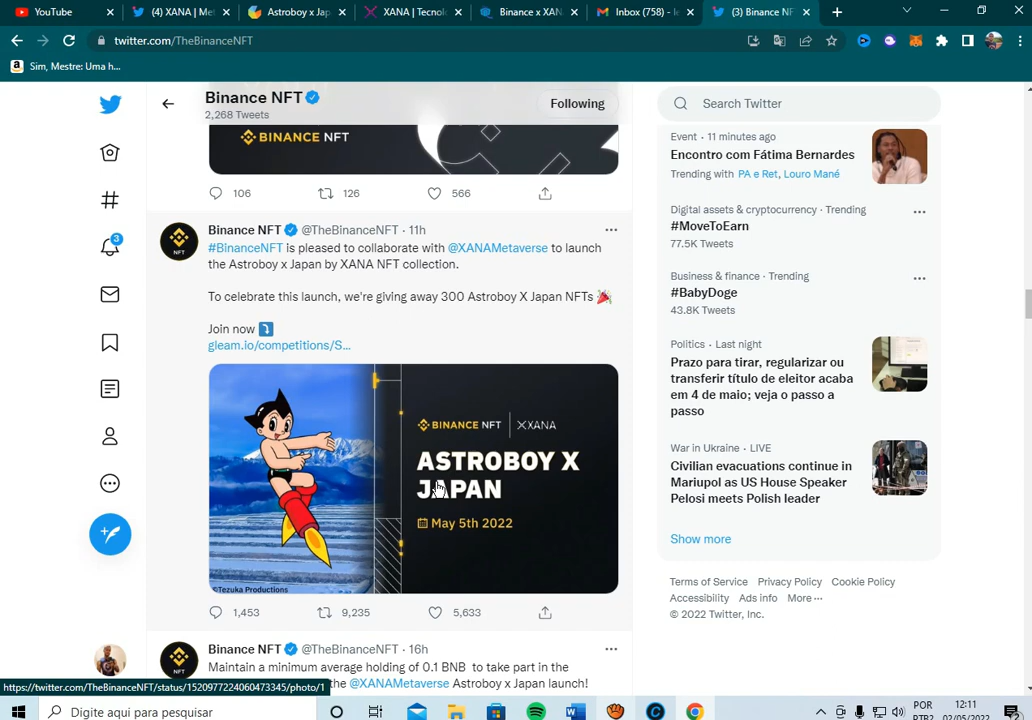 YouTube
(4) XANA | Me
Astroboy x Jap
XANA | Tecnol
Binance x XAN
Inbox (758) - le
(3) Binance NF
twitter.com/TheBinanceNFT
Sim, Mestre: Uma h...
Binance NFT
2,268 Tweets
Following
Search Twitter
BINANCE NFT
106
126
566
Binance NFT @TheBinanceNFT · 11h
#BinanceNFT is pleased to collaborate with @XANAMetaverse to launch
the Astroboy x Japan by XANA NFT collection.
To celebrate this launch, we're giving away 300 Astroboy X Japan NFTs
Join now
gleam.io/competitions/S...
BINANCE NFT
XANA
ASTROBOY X
JAPAN
May 5th 2022
©Tezuka Productions
1,453
9,235
5,633
Binance NFT @TheBinanceNFT · 16h
Maintain a minimum average holding of 0.1 BNB to take part in the
the @XANAMetaverse Astroboy x Japan launch!
Event · 11 minutes ago
Encontro com Fátima Bernardes
Trending with PA e Ret, Louro Mané
Digital assets & cryptocurrency · Trending
#MoveToEarn
77.5K Tweets
Business & finance · Trending
#BabyDoge
43.8K Tweets
Politics · Last night
Prazo para tirar, regularizar ou
transferir título de eleitor acaba
em 4 de maio; veja o passo a
passo
War in Ukraine · LIVE
Civilian evacuations continue in
Mariupol as US House Speaker
Pelosi meets Polish leader
Show more
Terms of Service Privacy Policy Cookie Policy
Accessibility Ads info More ···
© 2022 Twitter, Inc.
3
NFT
NFT
https://twitter.com/TheBinanceNFT/status/1520977224060473345/photo/1
Digite aqui para pesquisar
POR
PTB2
12:11
02/05/2022